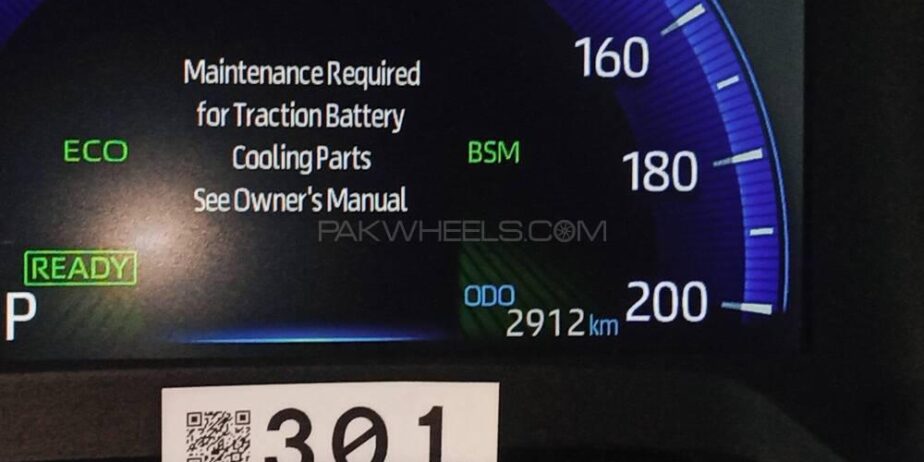 Maintenance Required
for Traction Battery
Cooling Parts
See Owner's Manual
ECO
BSM
READY
P
ODO
2912 km
160
180
200
PAKWHEELS.COM
301